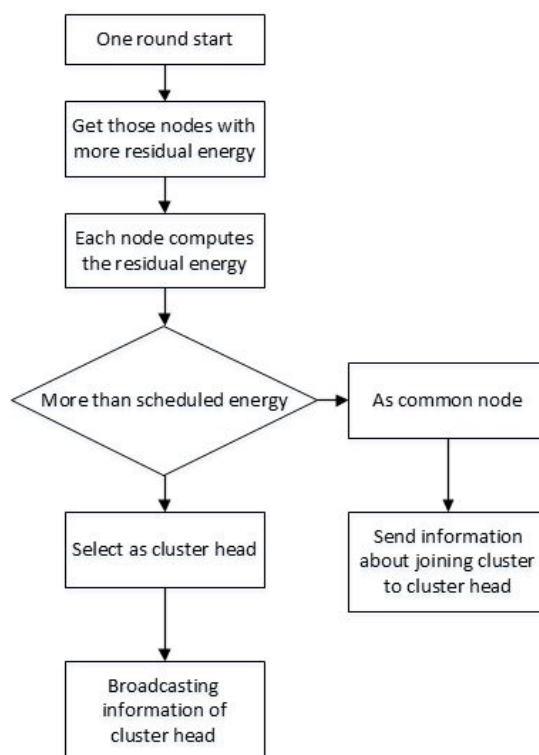 One round start
Get those nodes with
more residual energy
Each node computes
the residual energy
More than scheduled energy
As common node
Select as cluster head
Send information
about joining cluster
to cluster head
Broadcasting
information of
cluster head